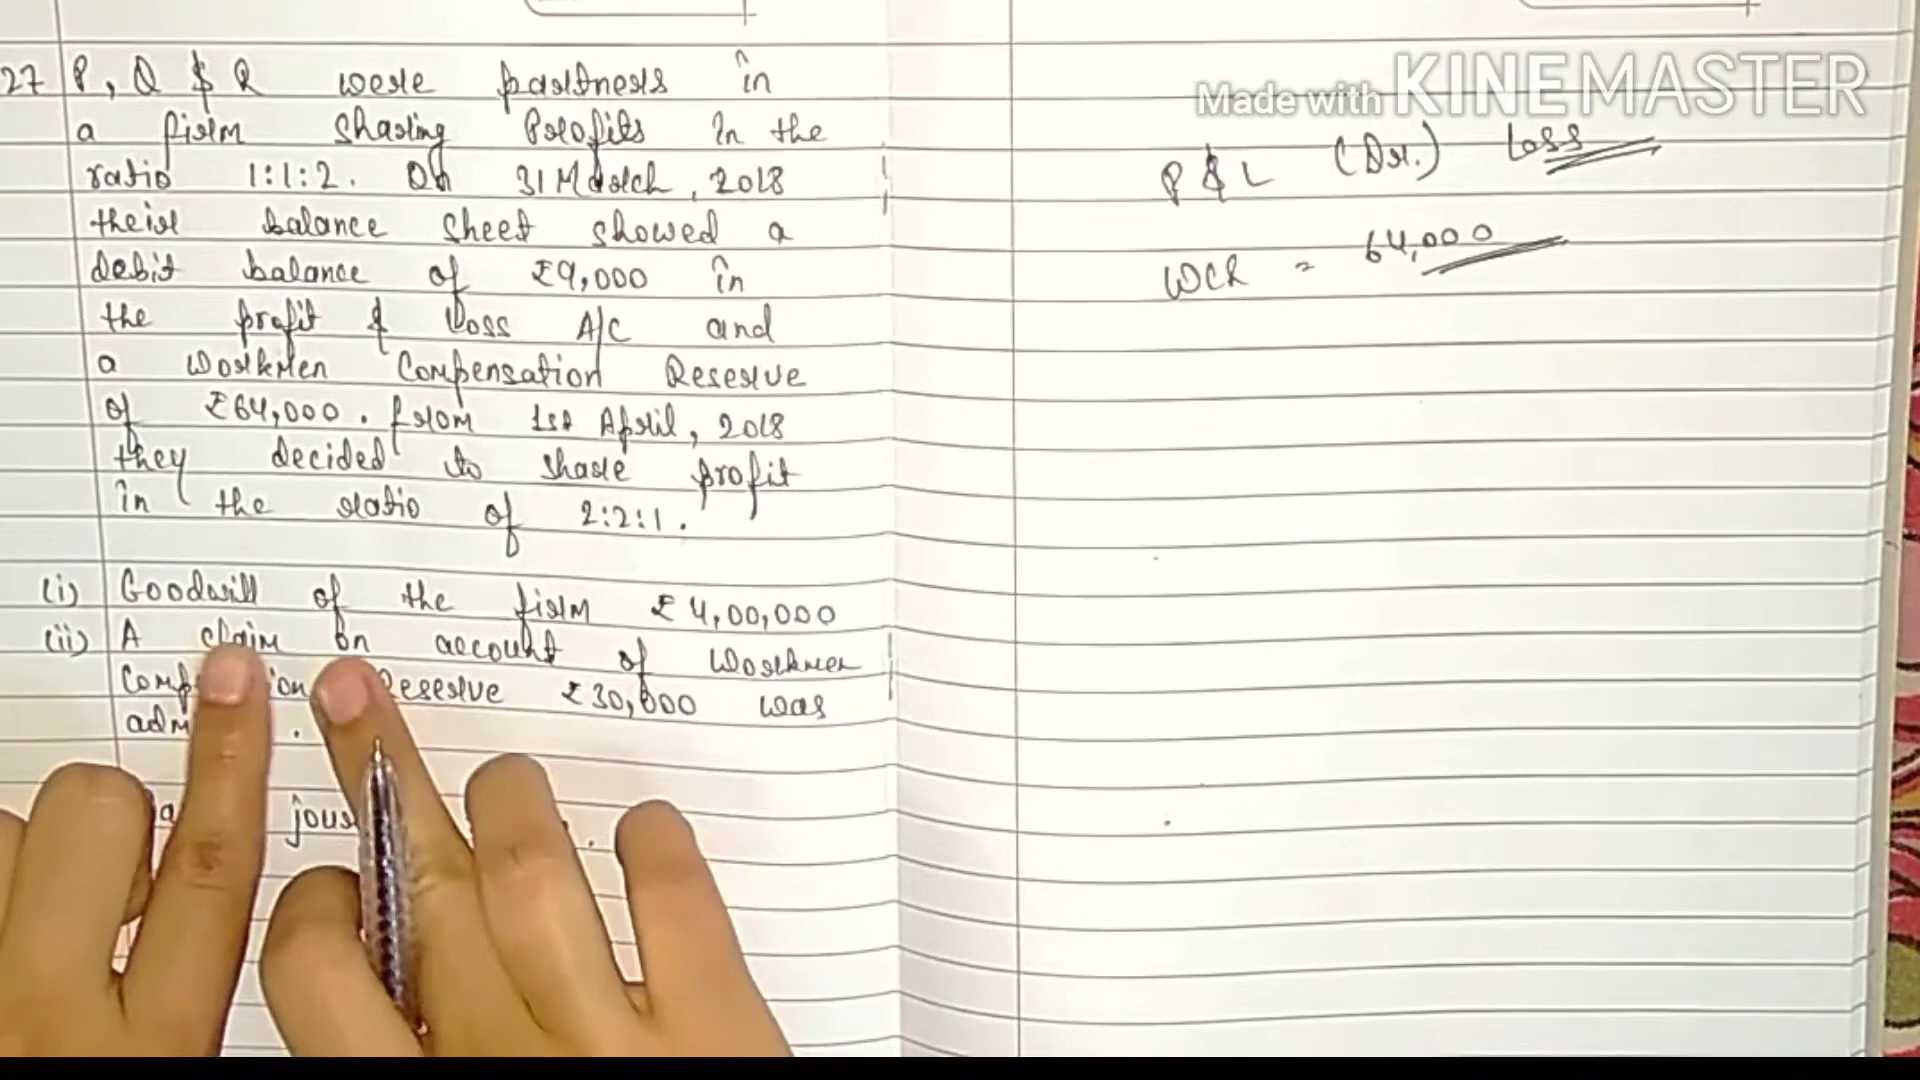 27 P, Q & R were partners in
a firm sharing Profits in the
ratio 1:1:2. On 31 March, 2018
their balance sheet showed a
debit balance of ₹9,000 in
the profit & Loss A/C and
a Workmen Compensation Reserve
of ₹64,000. from 1st April, 2018
they decided to share profit
in the ratio of 2:2:1.
(i) Goodwill of the firm ₹4,00,000
(ii) A claim on account of Workmen
Reserve ₹30,000 was
Made with KINEMASTER
P & L (Dr.) Loss
WCR = 64,000